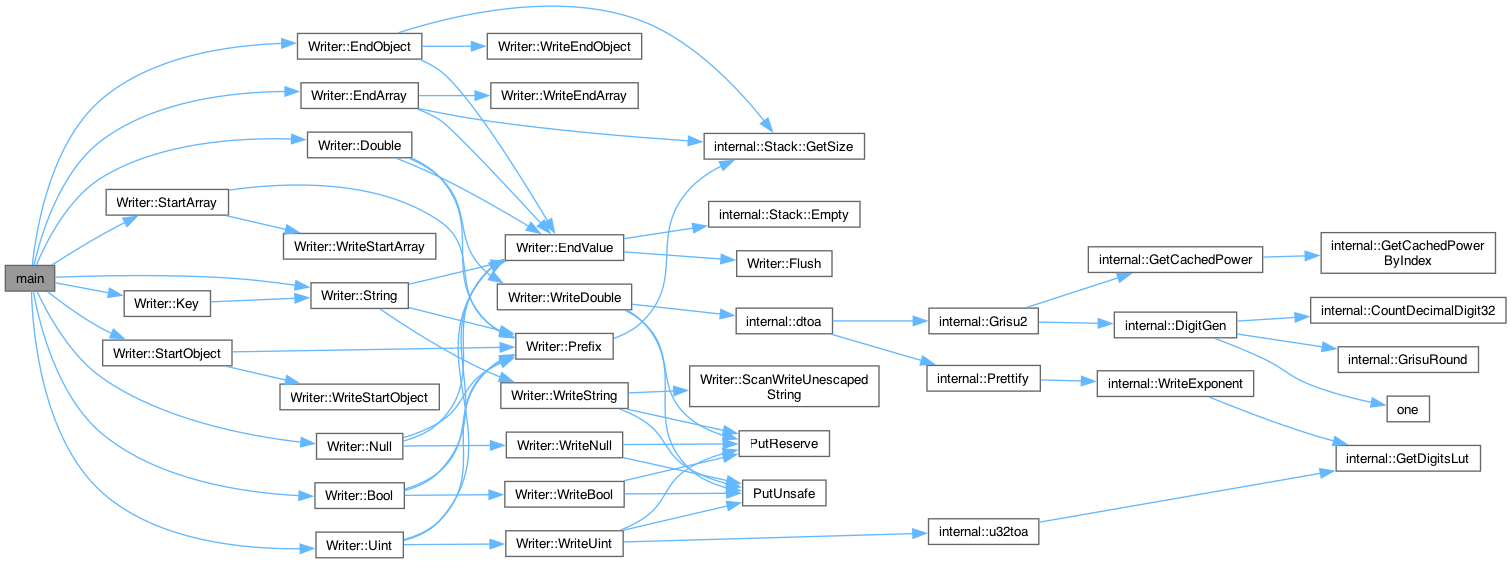 main
Writer::EndObject
Writer::EndArray
Writer::Double
Writer::StartArray
Writer::WriteStartArray
Writer::Key
Writer::String
Writer::StartObject
Writer::WriteStartObject
Writer::Null
Writer::Bool
Writer::Uint
Writer::WriteEndObject
Writer::WriteEndArray
Writer::EndValue
Writer::WriteDouble
Writer::Prefix
Writer::WriteString
Writer::WriteNull
Writer::WriteBool
Writer::WriteUint
internal::Stack::GetSize
internal::Stack::Empty
Writer::Flush
internal::dtoa
Writer::ScanWriteUnescaped
String
PutReserve
PutUnsafe
internal::Grisu2
internal::Prettify
internal::u32toa
internal::GetCachedPower
internal::DigitGen
internal::WriteExponent
internal::GetCachedPower
ByIndex
internal::CountDecimalDigit32
internal::GrisuRound
one
internal::GetDigitsLut